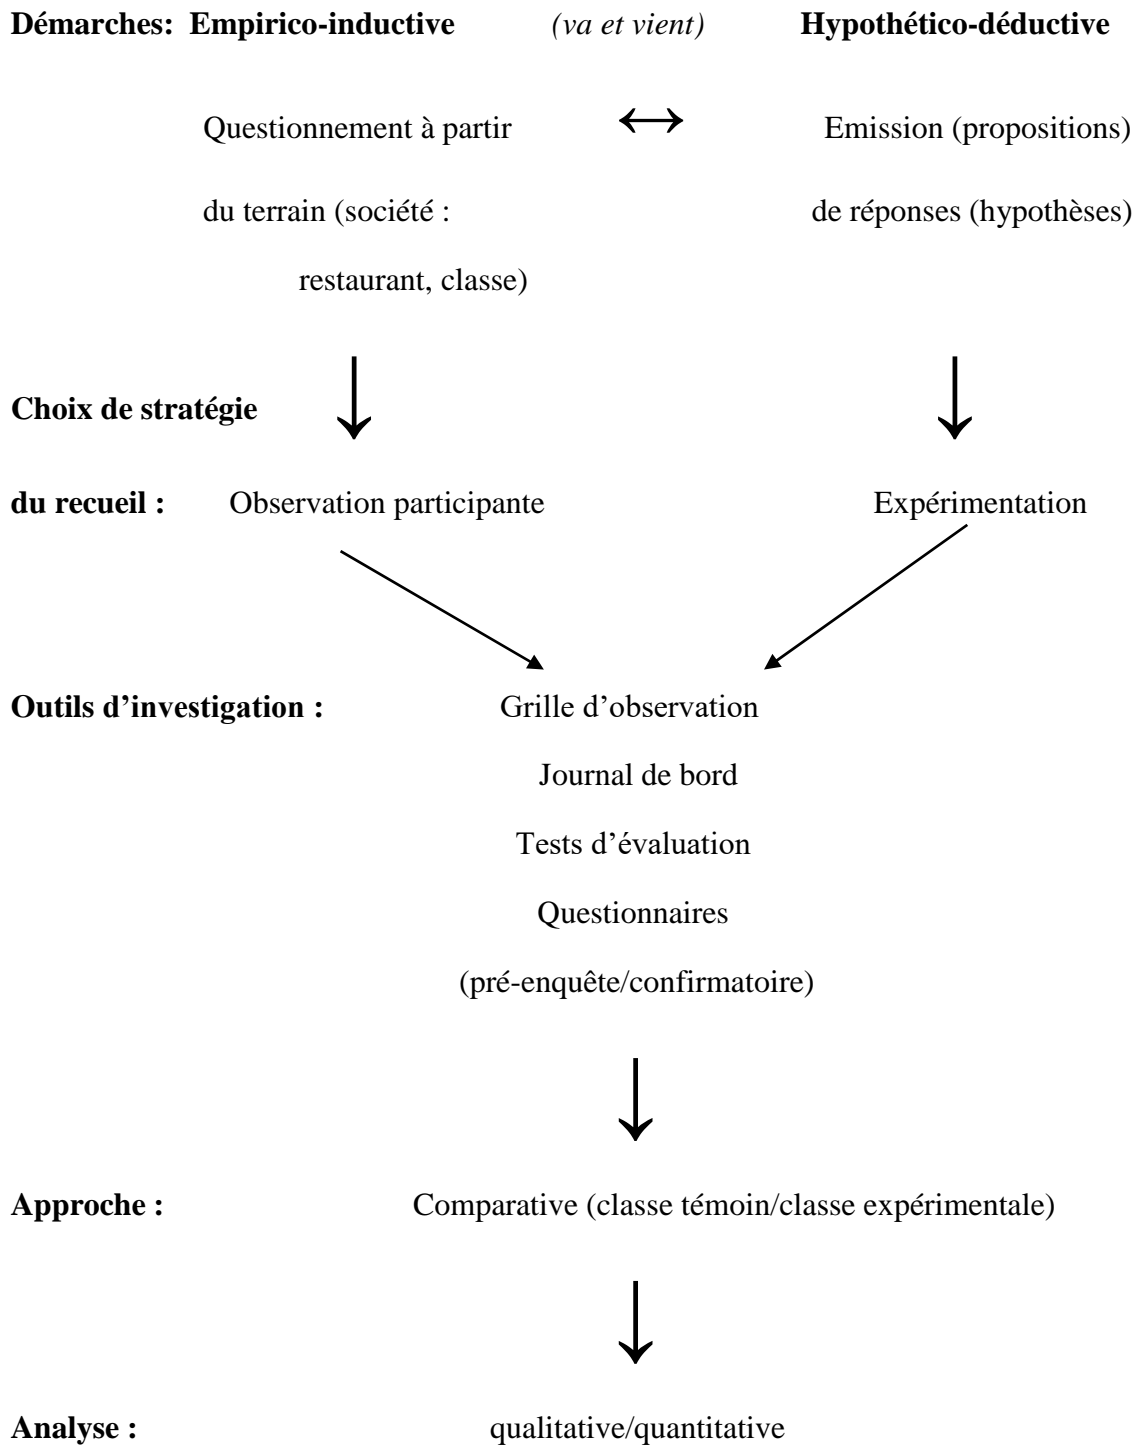 Démarches: Empirico-inductive (va et vient) Hypothético-déductive
Questionnement à partir ↔ Emission (propositions)
du terrain (société : de réponses (hypothèses)
restaurant, classe)
Choix de stratégie
du recueil : Observation participante Expérimentation
Outils d’investigation : Grille d’observation
Journal de bord
Tests d’évaluation
Questionnaires
(pré-enquête/confirmatoire)
Approche : Comparative (classe témoin/classe expérimentale)
Analyse : qualitative/quantitative